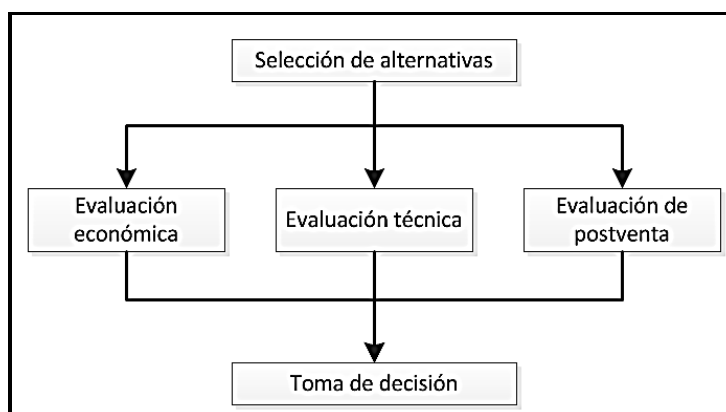 Selección de alternativas
Evaluación
económica
Evaluación técnica
Evaluación de
postventa
Toma de decisión